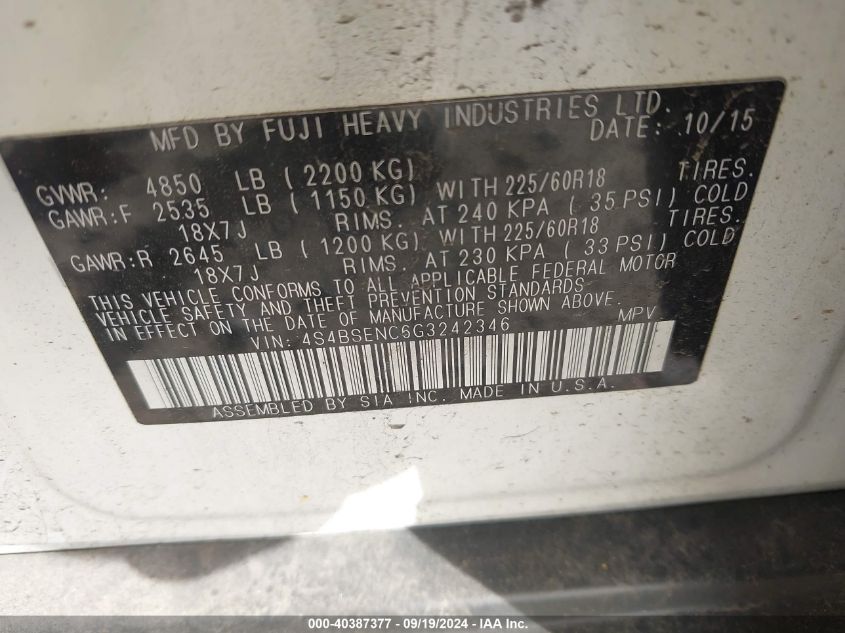 MFD BY FUJI HEAVY INDUSTRIES LTD.
DATE: 10/15
GVWR: 4850 LB ( 2200 KG)
GAWR:F 2535 LB ( 1150 KG) WITH 225/60R18 TIRES.
18X7J RIMS. AT 240 KPA ( 35 PSI) COLD
GAWR:R 2645 LB ( 1200 KG) WITH 225/60R18 TIRES.
18X7J RIMS. AT 230 KPA ( 33 PSI) COLD
THIS VEHICLE CONFORMS TO ALL APPLICABLE FEDERAL MOTOR
VEHICLE SAFETY AND THEFT PREVENTION STANDARDS
IN EFFECT ON THE DATE OF MANUFACTURE SHOWN ABOVE.
VIN: 4S4BSENC6G3242346 MPV
ASSEMBLED BY SIA INC. MADE IN U.S.A.
000-40387377 - 09/19/2024 - IAA Inc.